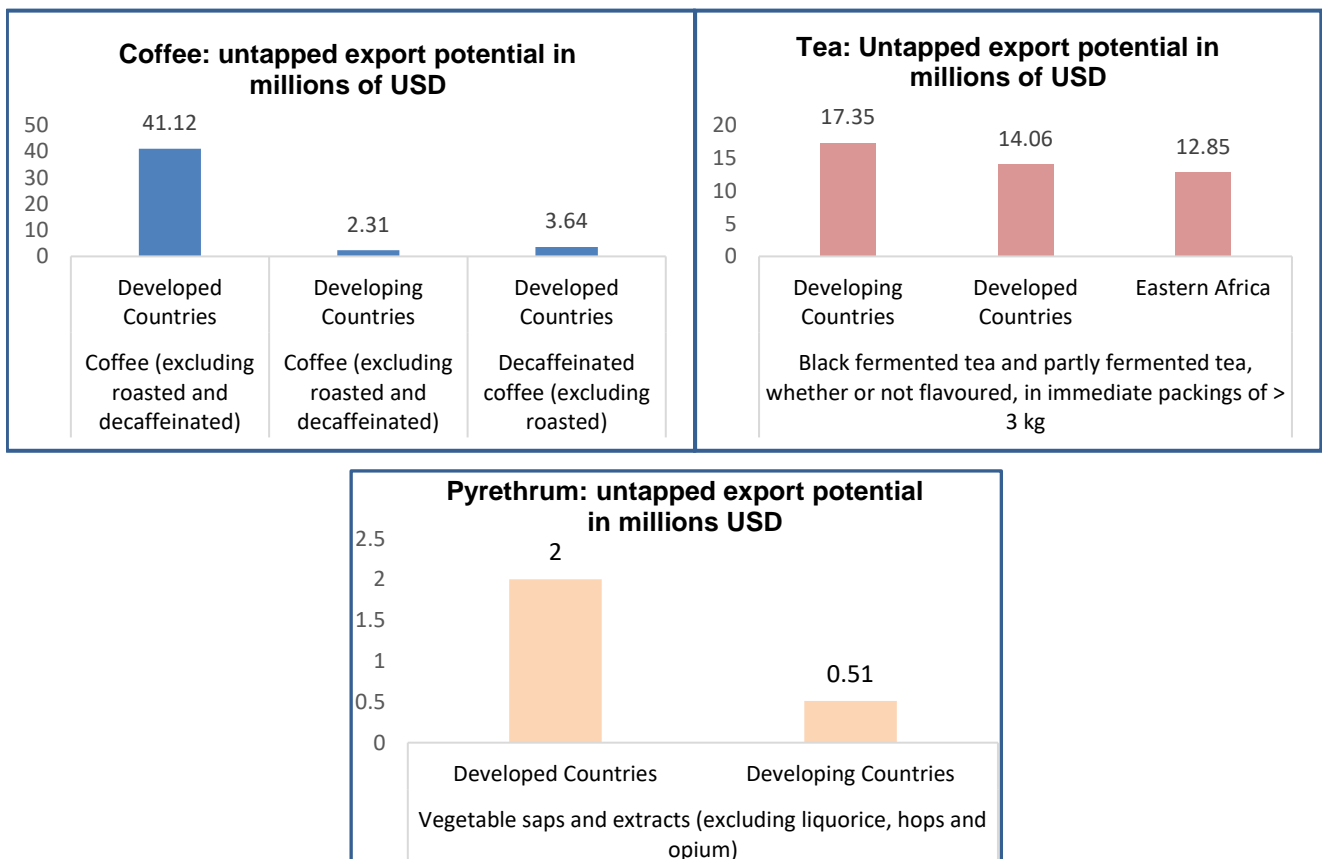 Coffee: untapped export potential in
millions of USD
50
40
30
20
10
0
41.12
2.31
3.64
Developed
Countries
Developing
Countries
Developed
Countries
Coffee (excluding
roasted and
decaffeinated)
Coffee (excluding
roasted and
decaffeinated)
Decaffeinated
coffee (excluding
roasted)
Tea: Untapped export potential in
millions of USD
20
15
10
5
0
17.35
14.06
12.85
Developing
Countries
Developed
Countries
Eastern Africa
Black fermented tea and partly fermented tea,
whether or not flavoured, in immediate packings of >
3 kg
Pyrethrum: untapped export potential
in millions USD
2.5
2
1.5
1
0.5
0
2
0.51
Developed Countries
Developing Countries
Vegetable saps and extracts (excluding liquorice, hops and
opium)